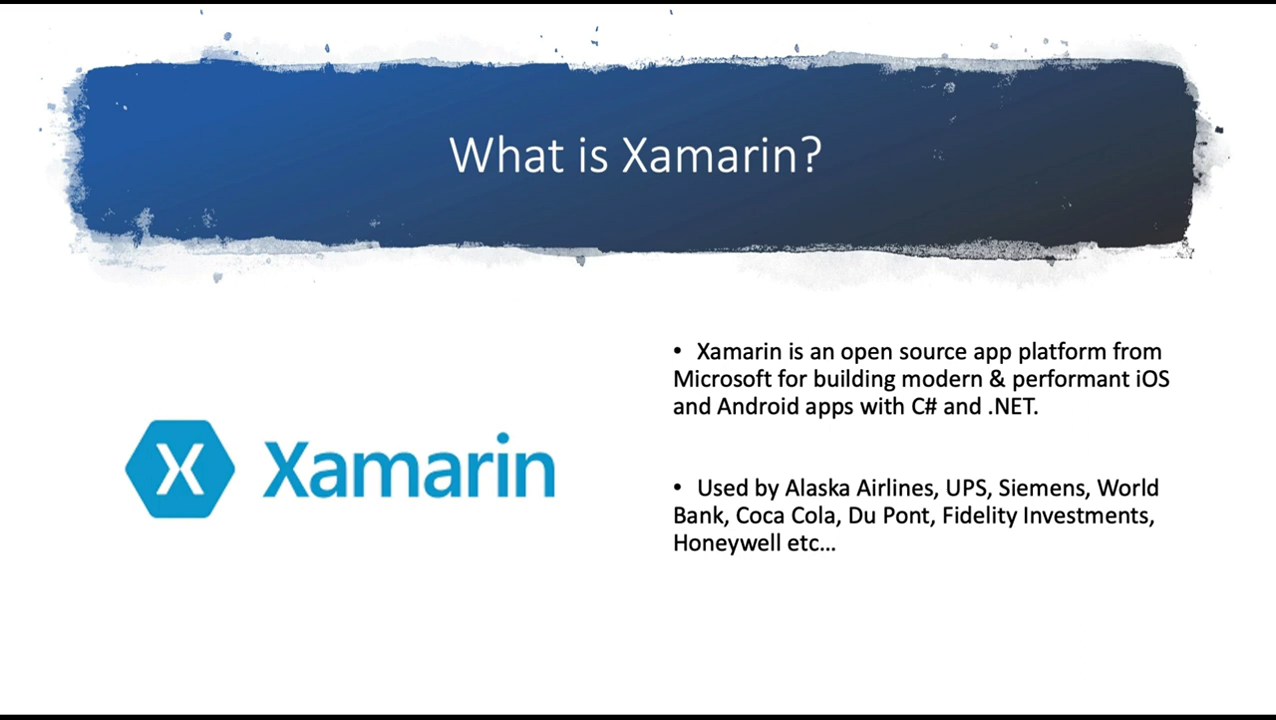 What is Xamarin?
X Xamarin
• Xamarin is an open source app platform from
Microsoft for building modern & performant iOS
and Android apps with C# and .NET.
• Used by Alaska Airlines, UPS, Siemens, World
Bank, Coca Cola, Du Pont, Fidelity Investments,
Honeywell etc...